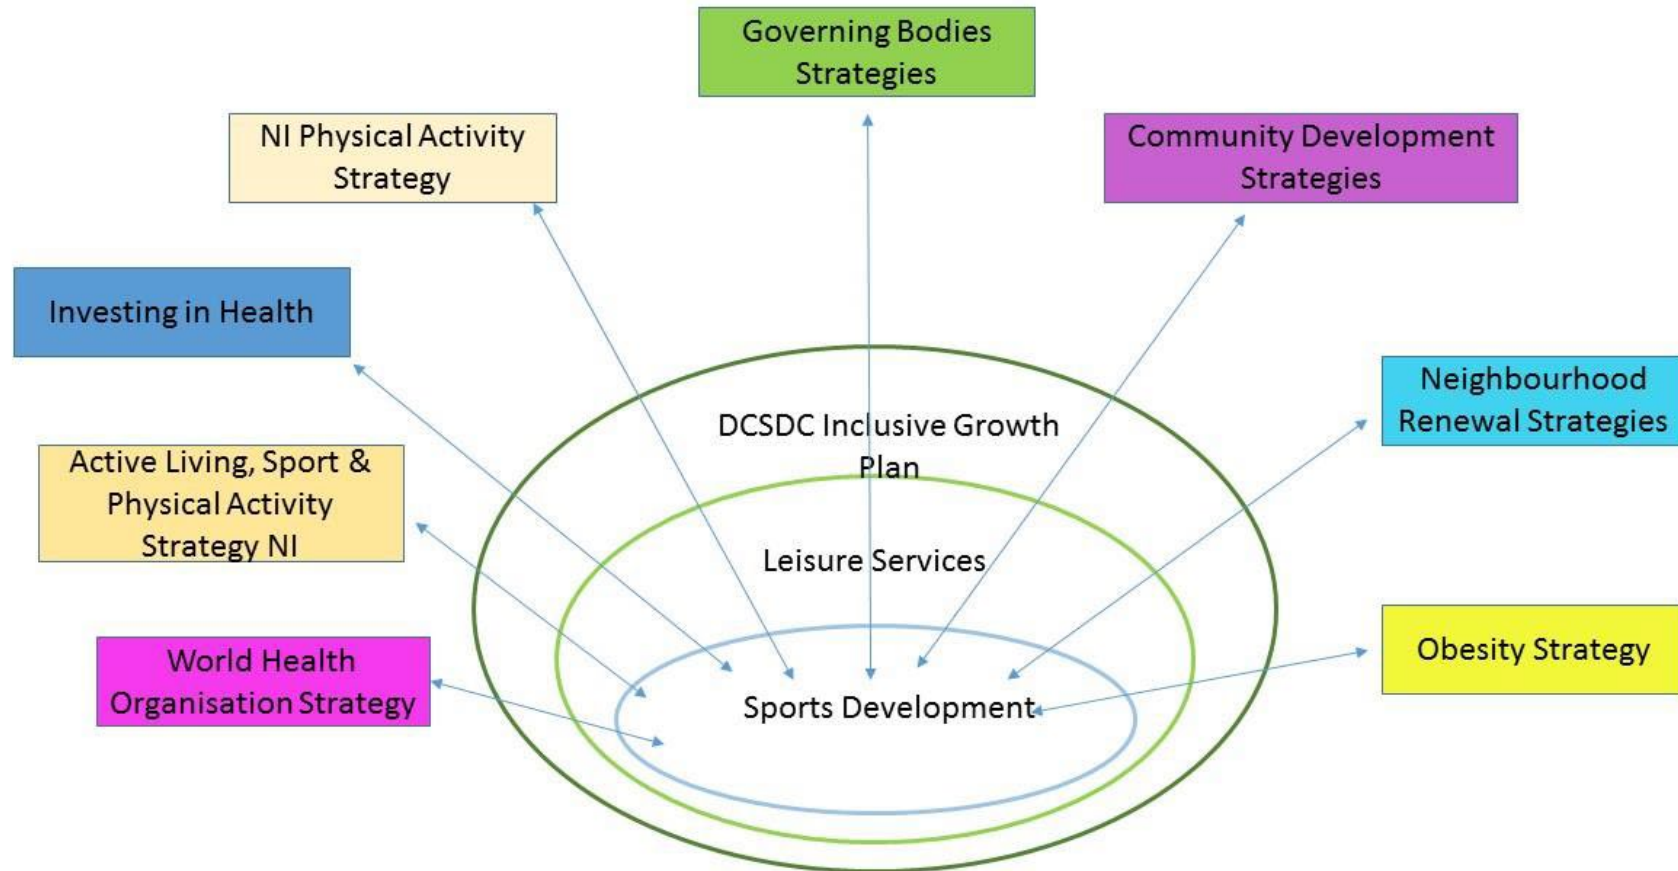 Governing Bodies
Strategies
NI Physical Activity
Strategy
Community Development
Strategies
Investing in Health
Neighbourhood
Renewal Strategies
DCSDC Inclusive Growth
Plan
Active Living, Sport &
Physical Activity
Strategy NI
Leisure Services
World Health
Organisation Strategy
Obesity Strategy
Sports Development